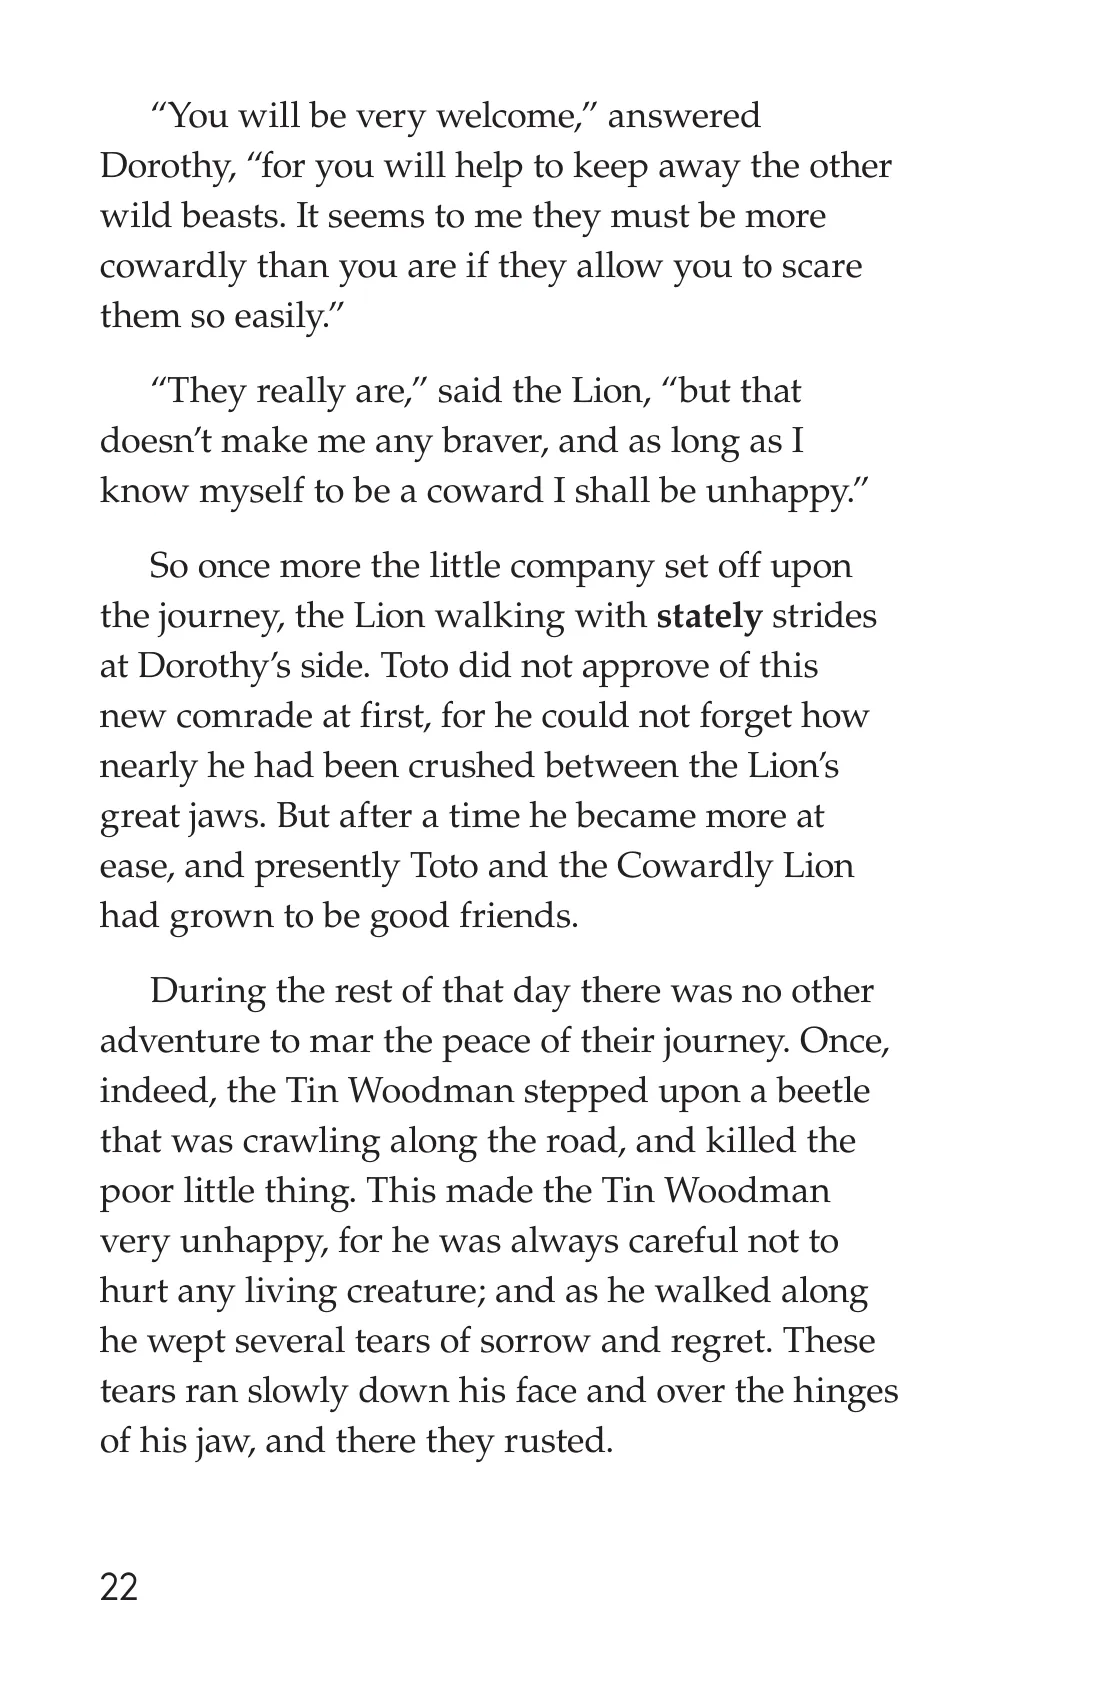 “You will be very welcome,” answered
Dorothy, “for you will help to keep away the other
wild beasts. It seems to me they must be more
cowardly than you are if they allow you to scare
them so easily.”
“They really are,” said the Lion, “but that
doesn’t make me any braver, and as long as I
know myself to be a coward I shall be unhappy.”
So once more the little company set off upon
the journey, the Lion walking with stately strides
at Dorothy’s side. Toto did not approve of this
new comrade at first, for he could not forget how
nearly he had been crushed between the Lion’s
great jaws. But after a time he became more at
ease, and presently Toto and the Cowardly Lion
had grown to be good friends.
During the rest of that day there was no other
adventure to mar the peace of their journey. Once,
indeed, the Tin Woodman stepped upon a beetle
that was crawling along the road, and killed the
poor little thing. This made the Tin Woodman
very unhappy, for he was always careful not to
hurt any living creature; and as he walked along
he wept several tears of sorrow and regret. These
tears ran slowly down his face and over the hinges
of his jaw, and there they rusted.
22